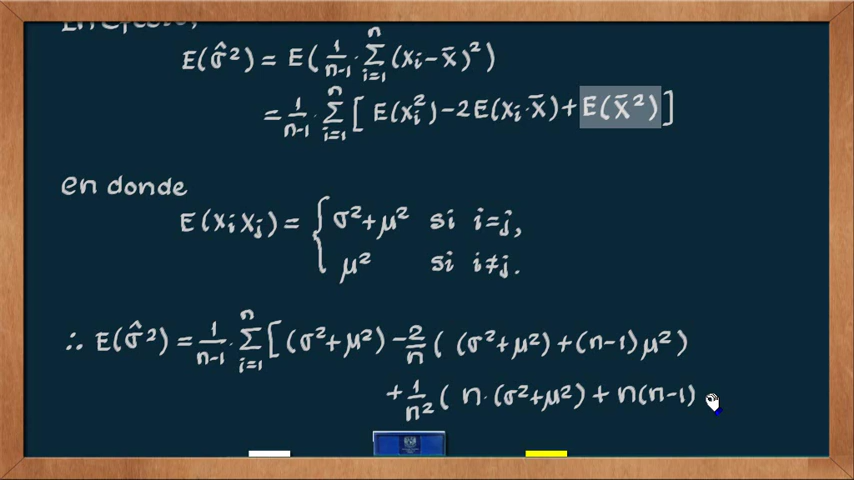 E(σ̂²) = E( 1/(n-1) · Σ_{i=1}^{n} (xᵢ - x̄)² )
= 1/(n-1) · Σ_{i=1}^{n} [ E(xᵢ²) - 2E(xᵢ·x̄) + E(x̄²) ]
en donde
E(xᵢxⱼ) = { σ²+μ² si i=j,
μ² si i≠j.
∴ E(σ̂²) = 1/(n-1) · Σ_{i=1}^{n} [ (σ²+μ²) - 2/n ( (σ²+μ²) + (n-1)μ² )
+ 1/n² ( n·(σ²+μ²) + n(n-1)